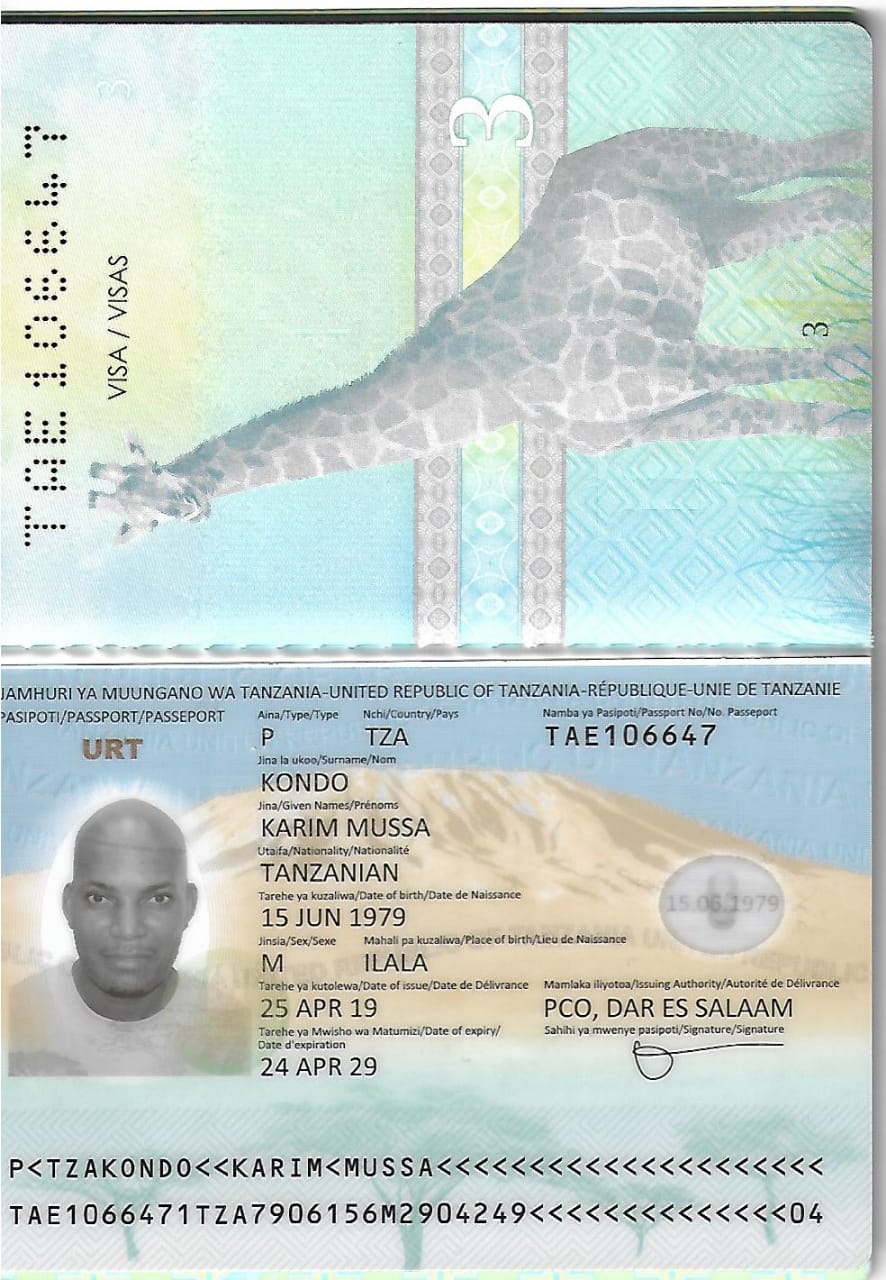 3
3
TAE106647
VISA / VISAS
3
JAMHURI YA MUUNGANO WA TANZANIA-UNITED REPUBLIC OF TANZANIA-RÉPUBLIQUE-UNIE DE TANZANIE
PASIPOTI/PASSPORT/PASSEPORT
URT
Aina/Type/Type Nchi/Country/Pays Namba ya Pasipoti/Passport No/No. Passeport
P TZA TAE106647
Jina la ukoo/Surname/Nom
KONDO
Jina/Given Names/Prénoms
KARIM MUSSA
Utaifa/Nationality/Nationalité
TANZANIAN
Tarehe ya kuzaliwa/Date of birth/Date de Naissance
15 JUN 1979
15.06.1979
Jinsia/Sex/Sexe Mahali pa kuzaliwa/Place of birth/Lieu de Naissance
M ILALA
Tarehe ya kutolewa/Date of issue/Date de Délivrance Mamlaka iliyotoa/Issuing Authority/Autorité de Délivrance
25 APR 19 PCO, DAR ES SALAAM
Tarehe ya Mwisho wa Matumizi/Date of expiry/ Sahihi ya mwenye pasipoti/Signature/Signature
Date d'expiration
24 APR 29
P<TZAKONDO<<KARIM<MUSSA<<<<<<<<<<<<<<<<<<<<<
TAE1066471TZA7906156M2904249<<<<<<<<<<<<<<04